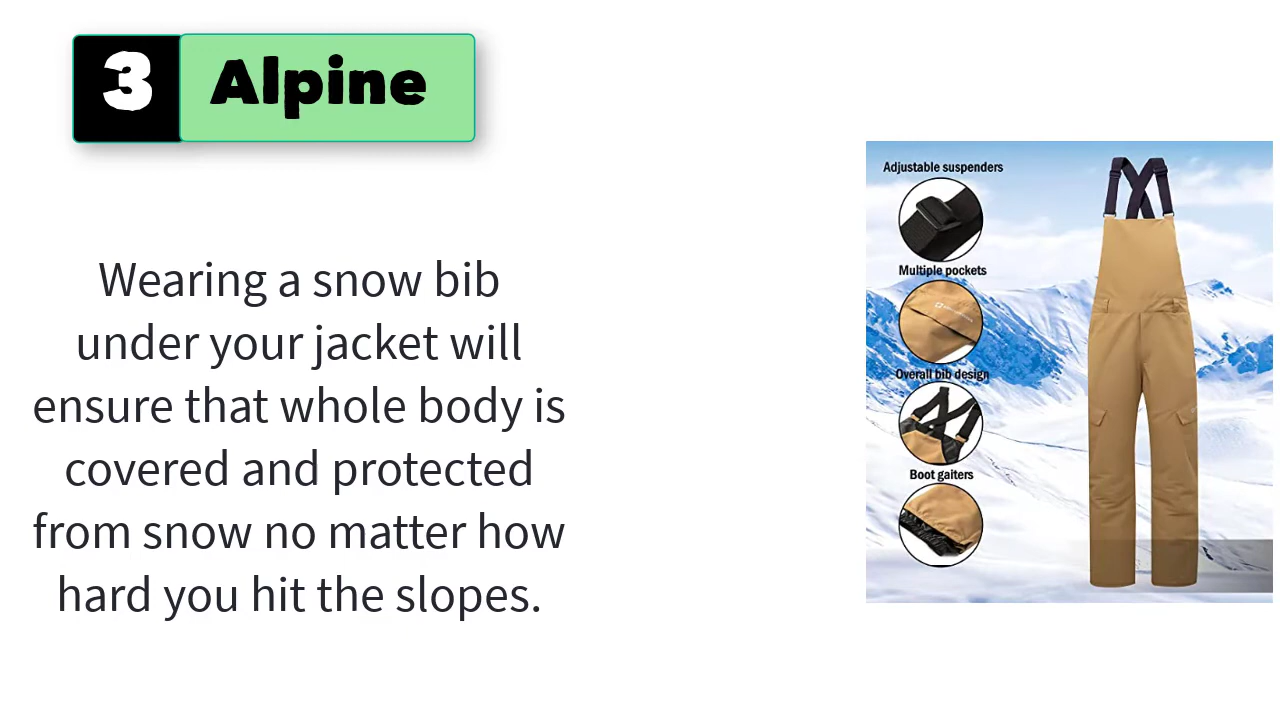 3 Alpine
Wearing a snow bib
under your jacket will
ensure that whole body is
covered and protected
from snow no matter how
hard you hit the slopes.
Adjustable suspenders
Multiple pockets
Overall bib design
Boot gaiters